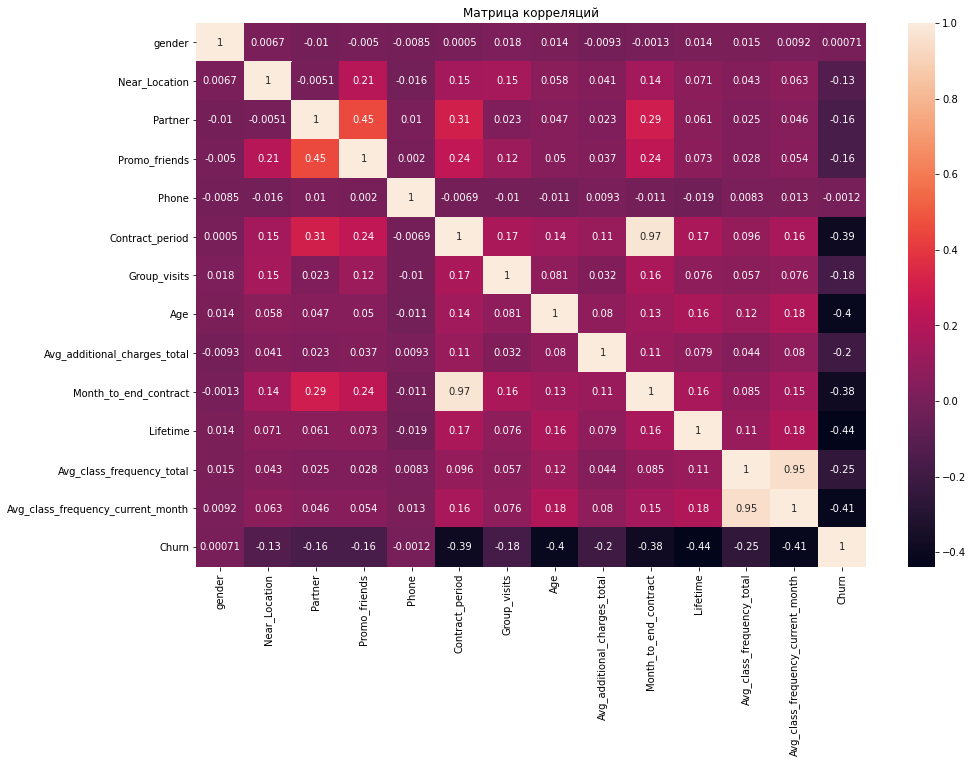 Матрица корреляций
gender 1 0.0067 -0.01 -0.005 -0.0085 0.0005 0.018 0.014 -0.0093 -0.0013 0.014 0.015 0.0092 0.00071
Near_Location 0.0067 1 -0.0051 0.21 -0.016 0.15 0.15 0.058 0.041 0.14 0.071 0.043 0.063 -0.13
Partner -0.01 -0.0051 1 0.45 0.01 0.31 0.023 0.047 0.023 0.29 0.061 0.025 0.046 -0.16
Promo_friends -0.005 0.21 0.45 1 0.002 0.24 0.12 0.05 0.037 0.24 0.073 0.028 0.054 -0.16
Phone -0.0085 -0.016 0.01 0.002 1 -0.0069 -0.01 -0.011 0.0093 -0.011 -0.019 0.0083 0.013 -0.0012
Contract_period 0.0005 0.15 0.31 0.24 -0.0069 1 0.17 0.14 0.11 0.97 0.17 0.096 0.16 -0.39
Group_visits 0.018 0.15 0.023 0.12 -0.01 0.17 1 0.081 0.032 0.16 0.076 0.057 0.076 -0.18
Age 0.014 0.058 0.047 0.05 -0.011 0.14 0.081 1 0.08 0.13 0.16 0.12 0.18 -0.4
Avg_additional_charges_total -0.0093 0.041 0.023 0.037 0.0093 0.11 0.032 0.08 1 0.11 0.079 0.044 0.08 -0.2
Month_to_end_contract -0.0013 0.14 0.29 0.24 -0.011 0.97 0.16 0.13 0.11 1 0.16 0.085 0.15 -0.38
Lifetime 0.014 0.071 0.061 0.073 -0.019 0.17 0.076 0.16 0.079 0.16 1 0.11 0.18 -0.44
Avg_class_frequency_total 0.015 0.043 0.025 0.028 0.0083 0.096 0.057 0.12 0.044 0.085 0.11 1 0.95 -0.25
Avg_class_frequency_current_month 0.0092 0.063 0.046 0.054 0.013 0.16 0.076 0.18 0.08 0.15 0.18 0.95 1 -0.41
Churn 0.00071 -0.13 -0.16 -0.16 -0.0012 -0.39 -0.18 -0.4 -0.2 -0.38 -0.44 -0.25 -0.41 1
gender
Near_Location
Partner
Promo_friends
Phone
Contract_period
Group_visits
Age
Avg_additional_charges_total
Month_to_end_contract
Lifetime
Avg_class_frequency_total
Avg_class_frequency_current_month
Churn
1.0
0.8
0.6
0.4
0.2
0.0
−0.2
−0.4